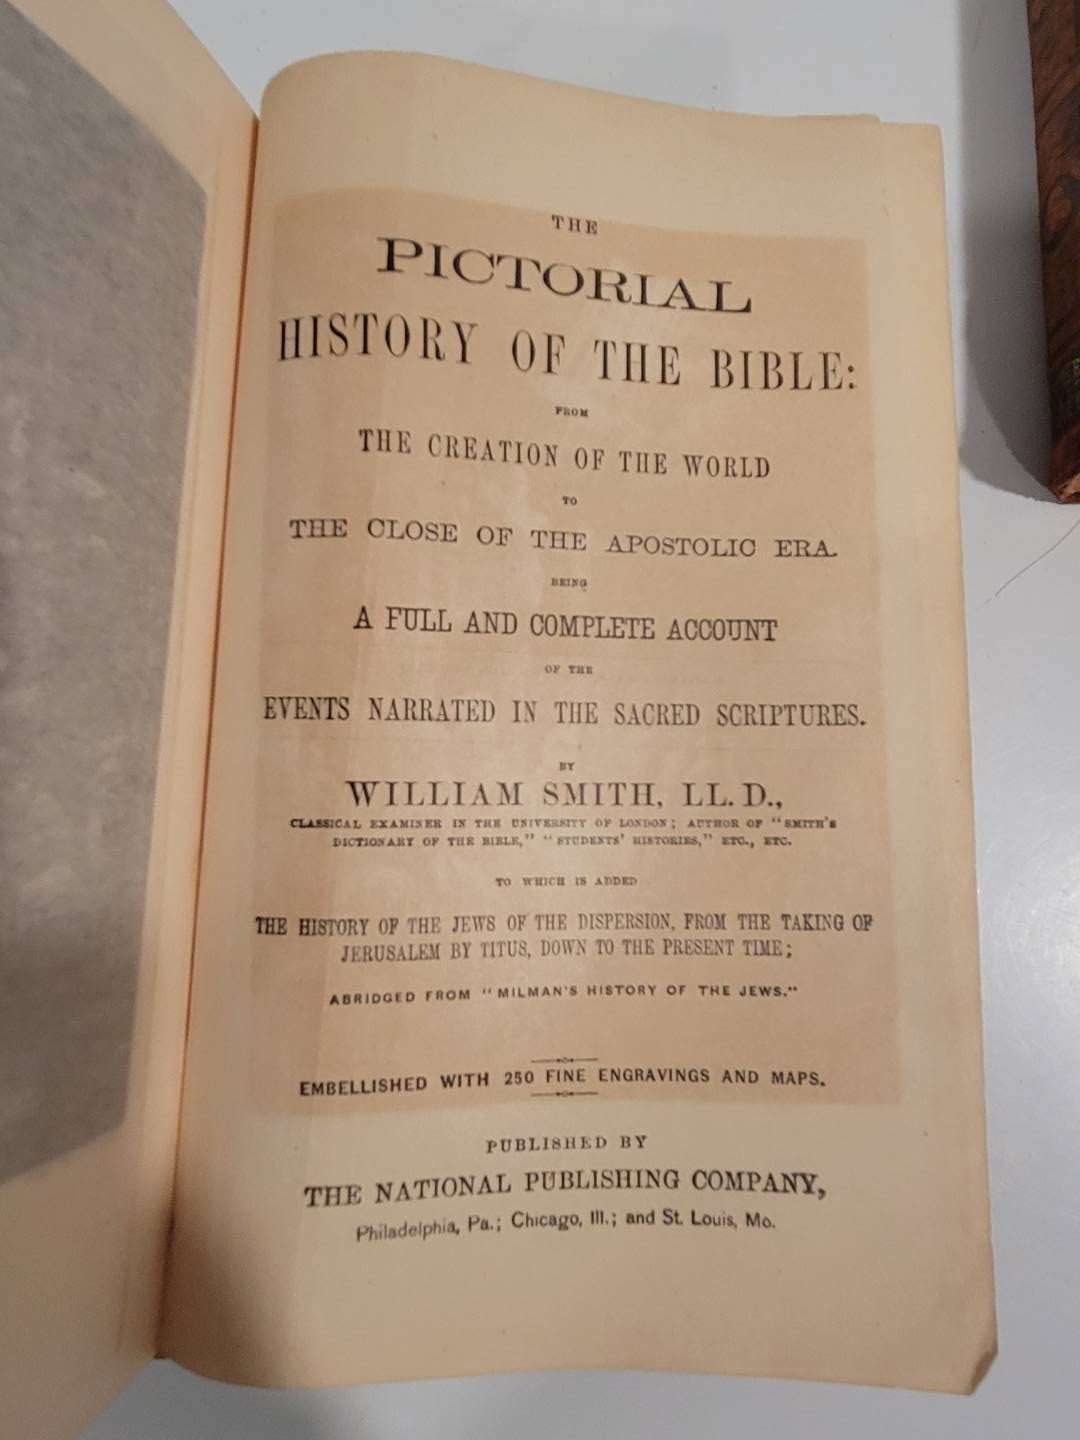 THE
PICTORIAL
HISTORY OF THE BIBLE:
FROM
THE CREATION OF THE WORLD
TO
THE CLOSE OF THE APOSTOLIC ERA.
BEING
A FULL AND COMPLETE ACCOUNT
OF THE
EVENTS NARRATED IN THE SACRED SCRIPTURES.
BY
WILLIAM SMITH, LL. D.,
CLASSICAL EXAMINER IN THE UNIVERSITY OF LONDON; AUTHOR OF "SMITH'S
DICTIONARY OF THE BIBLE," "STUDENTS' HISTORIES," ETC., ETC.
TO WHICH IS ADDED
THE HISTORY OF THE JEWS OF THE DISPERSION, FROM THE TAKING OF
JERUSALEM BY TITUS, DOWN TO THE PRESENT TIME;
ABRIDGED FROM "MILMAN'S HISTORY OF THE JEWS."
EMBELLISHED WITH 250 FINE ENGRAVINGS AND MAPS.
PUBLISHED BY
THE NATIONAL PUBLISHING COMPANY,
Philadelphia, Pa.; Chicago, Ill.; and St. Louis, Mo.